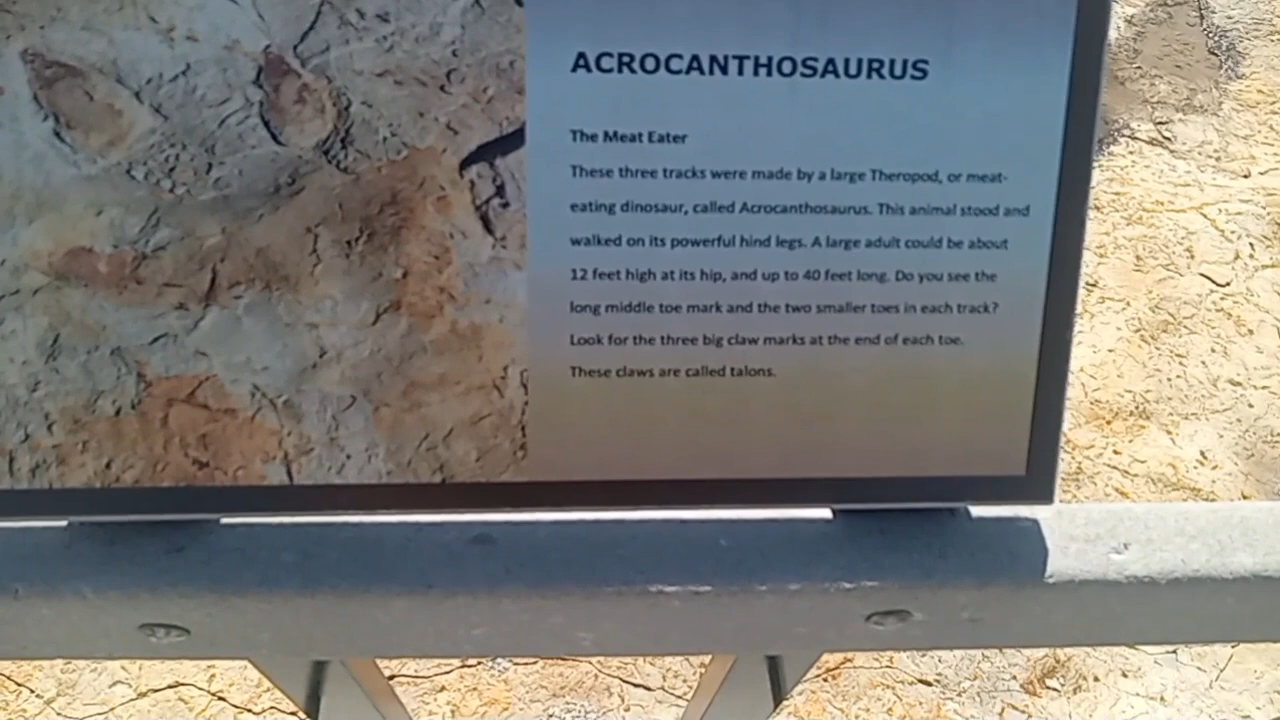 ACROCANTHOSAURUS
The Meat Eater
These three tracks were made by a large Theropod, or meat-
eating dinosaur, called Acrocanthosaurus. This animal stood and
walked on its powerful hind legs. A large adult could be about
12 feet high at its hip, and up to 40 feet long. Do you see the
long middle toe mark and the two smaller toes in each track?
Look for the three big claw marks at the end of each toe.
These claws are called talons.